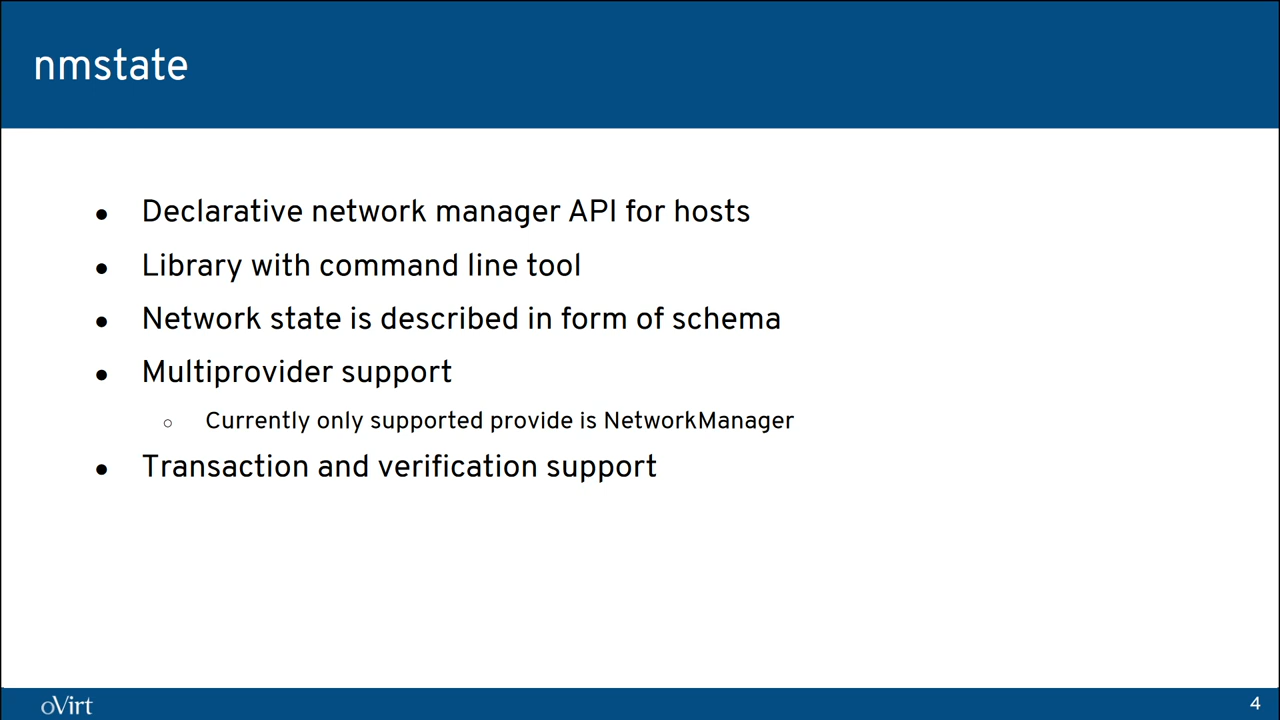 nmstate
● Declarative network manager API for hosts
● Library with command line tool
● Network state is described in form of schema
● Multiprovider support
○ Currently only supported provide is NetworkManager
● Transaction and verification support
oVirt
4